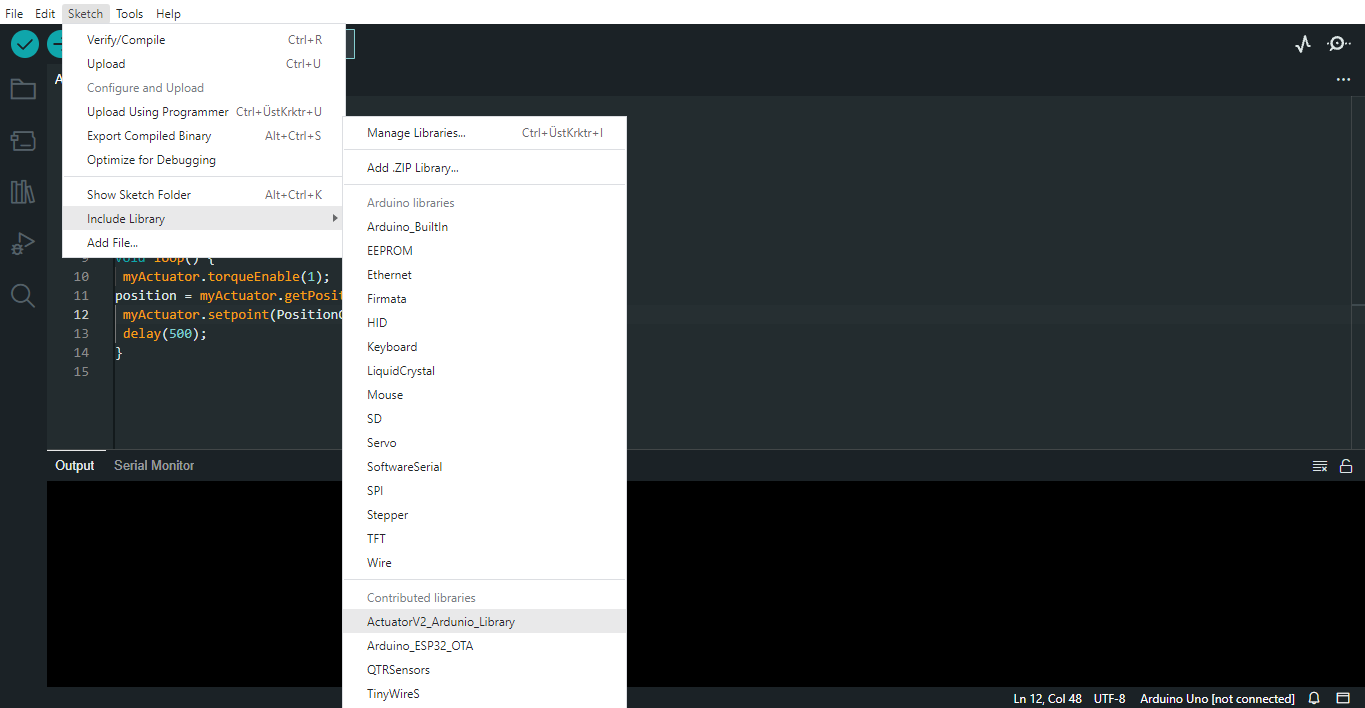 File Edit Sketch Tools Help
Verify/Compile Ctrl+R
Upload Ctrl+U
Configure and Upload
Upload Using Programmer Ctrl+ÜstKrktr+U
Export Compiled Binary Alt+Ctrl+S
Optimize for Debugging
Show Sketch Folder Alt+Ctrl+K
Include Library
Add File...
Manage Libraries... Ctrl+ÜstKrktr+I
Add .ZIP Library...
Arduino libraries
Arduino_BuiltIn
EEPROM
Ethernet
Firmata
HID
Keyboard
LiquidCrystal
Mouse
SD
Servo
SoftwareSerial
SPI
Stepper
TFT
Wire
Contributed libraries
ActuatorV2_Ardunio_Library
Arduino_ESP32_OTA
QTRSensors
TinyWireS
9 void loop() {
10 myActuator.torqueEnable(1);
11 position = myActuator.getPosit
12 myActuator.setpoint(Position
13 delay(500);
14 }
15
Output Serial Monitor
Ln 12, Col 48 UTF-8 Arduino Uno [not connected]